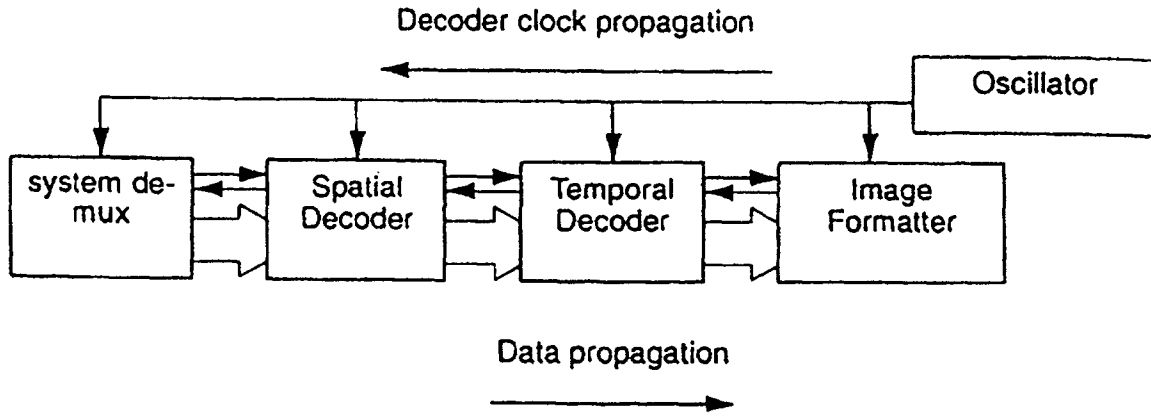 Decoder clock propagation
Oscillator
system de-
mux
Spatial
Decoder
Temporal
Decoder
Image
Formatter
Data propagation